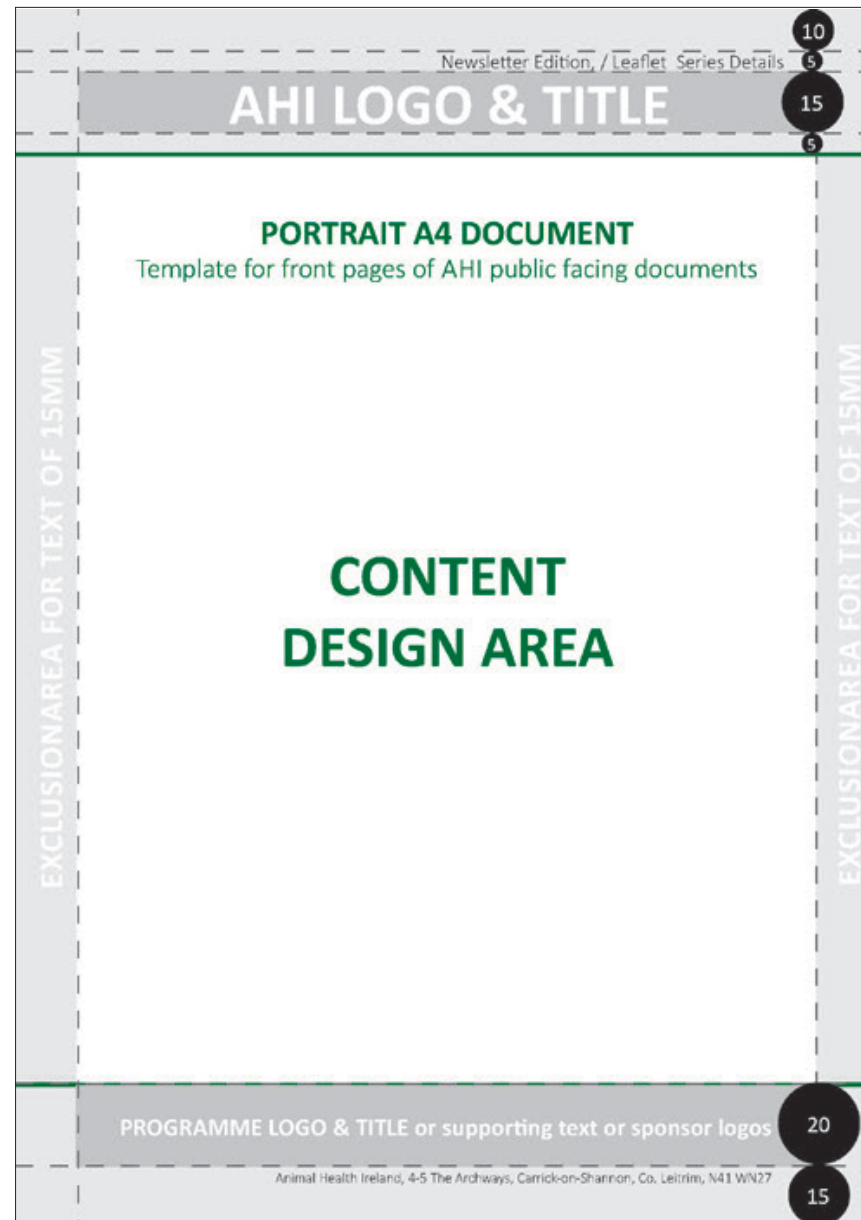 10
Newsletter Edition, / Leaflet Series Details 5
AHI LOGO & TITLE 15
5
PORTRAIT A4 DOCUMENT
Template for front pages of AHI public facing documents
EXCLUSIONAREA FOR TEXT OF 15MM
EXCLUSIONAREA FOR TEXT OF 15MM
CONTENT
DESIGN AREA
PROGRAMME LOGO & TITLE or supporting text or sponsor logos 20
Animal Health Ireland, 4-5 The Archways, Carrick-on-Shannon, Co. Leitrim, N41 WN27
15